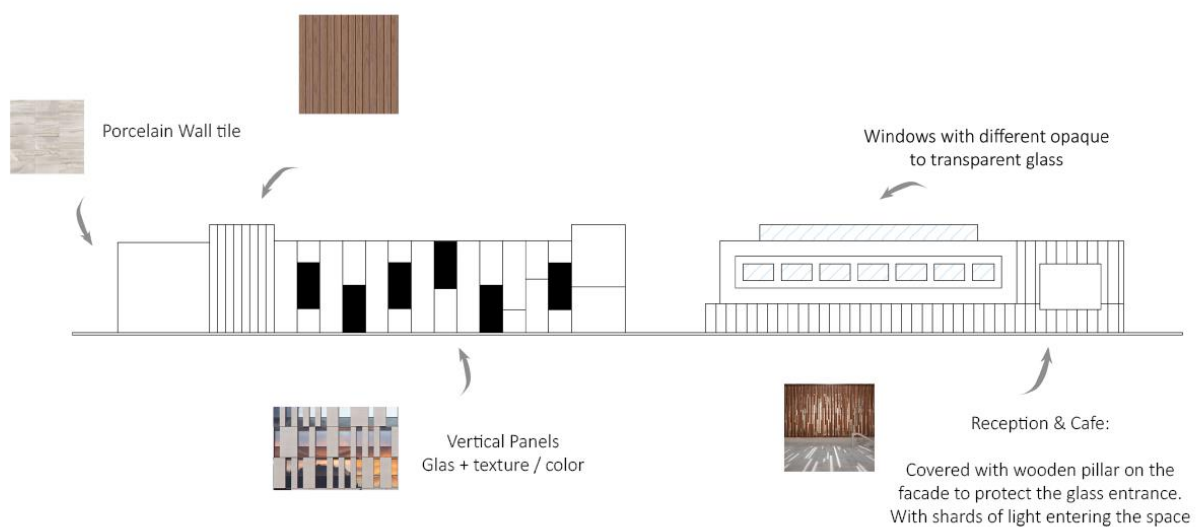 Porcelain Wall tile
Windows with different opaque
to transparent glass
Vertical Panels
Glas + texture / color
Reception & Cafe:
Covered with wooden pillar on the
facade to protect the glass entrance.
With shards of light entering the space